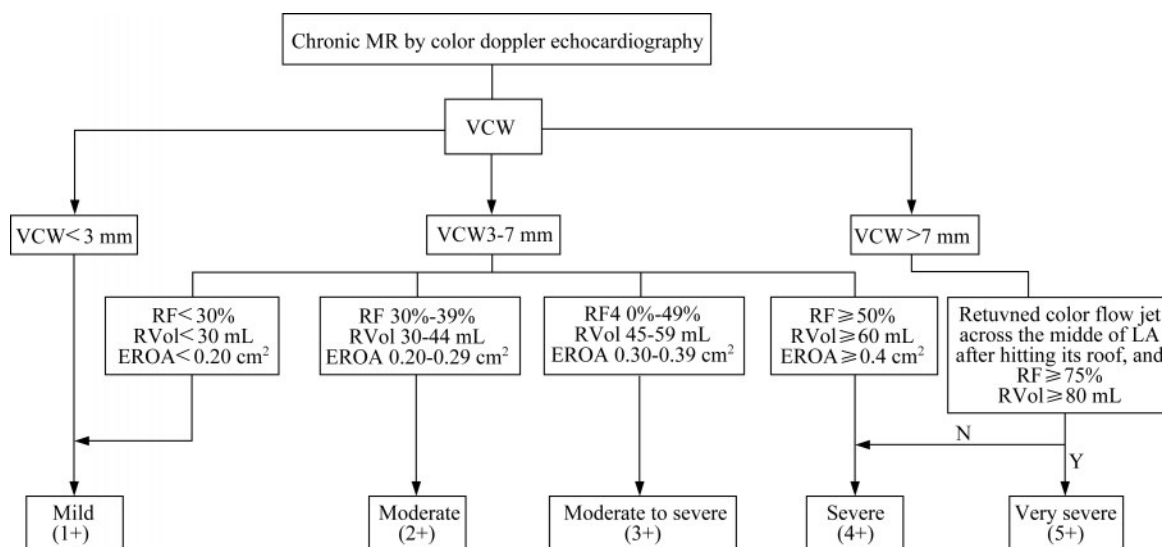 Chronic MR by color doppler echocardiography
VCW
VCW<3 mm
VCW3-7 mm
VCW>7 mm
RF<30%
RVol<30 mL
EROA<0.20 cm²
RF 30%-39%
RVol 30-44 mL
EROA 0.20-0.29 cm²
RF4 0%-49%
RVol 45-59 mL
EROA 0.30-0.39 cm²
RF⩾50%
RVol⩾60 mL
EROA⩾0.4 cm²
Retuvned color flow jet
across the midde of LA
after hitting its roof, and
RF⩾75%
RVol⩾80 mL
N
Y
Mild
(1+)
Moderate
(2+)
Moderate to severe
(3+)
Severe
(4+)
Very severe
(5+)